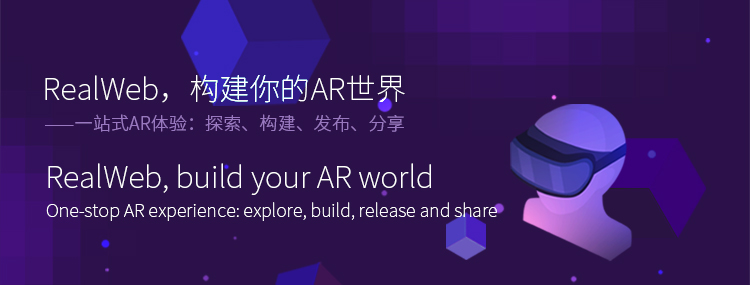 RealWeb，构建你的AR世界
——一站式AR体验：探索、构建、发布、分享
RealWeb, build your AR world
One-stop AR experience: explore, build, release and share